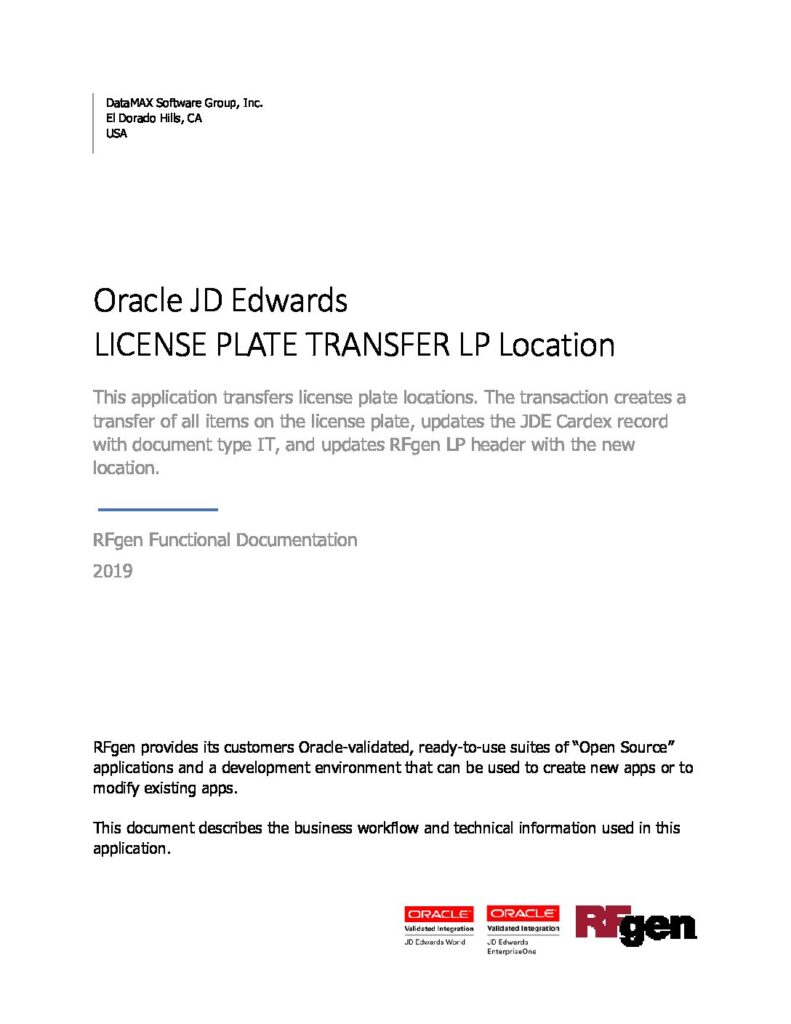 DataMAX Software Group, Inc.
El Dorado Hills, CA
USA
Oracle JD Edwards
LICENSE PLATE TRANSFER LP Location
This application transfers license plate locations. The transaction creates a
transfer of all items on the license plate, updates the JDE Cardex record
with document type IT, and updates RFgen LP header with the new
location.
RFgen Functional Documentation
2019
RFgen provides its customers Oracle-validated, ready-to-use suites of “Open Source”
applications and a development environment that can be used to create new apps or to
modify existing apps.
This document describes the business workflow and technical information used in this
application.
ORACLE®
Validated Integration
JD Edwards World
ORACLE®
Validated Integration
JD Edwards
EnterpriseOne
RFgen